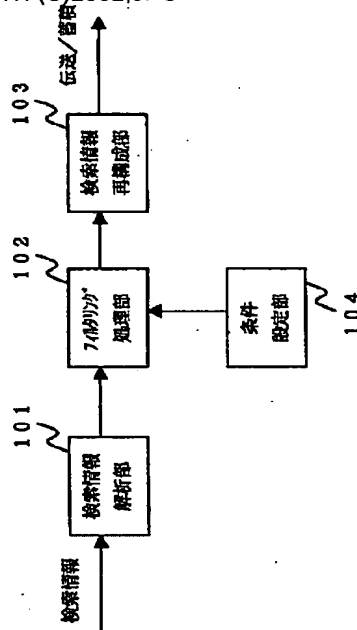 検索情報
101
検索情報
解析部
102
フィルタリング
処理部
103
検索情報
再構成部
伝送/蓄積
条件
設定部
104